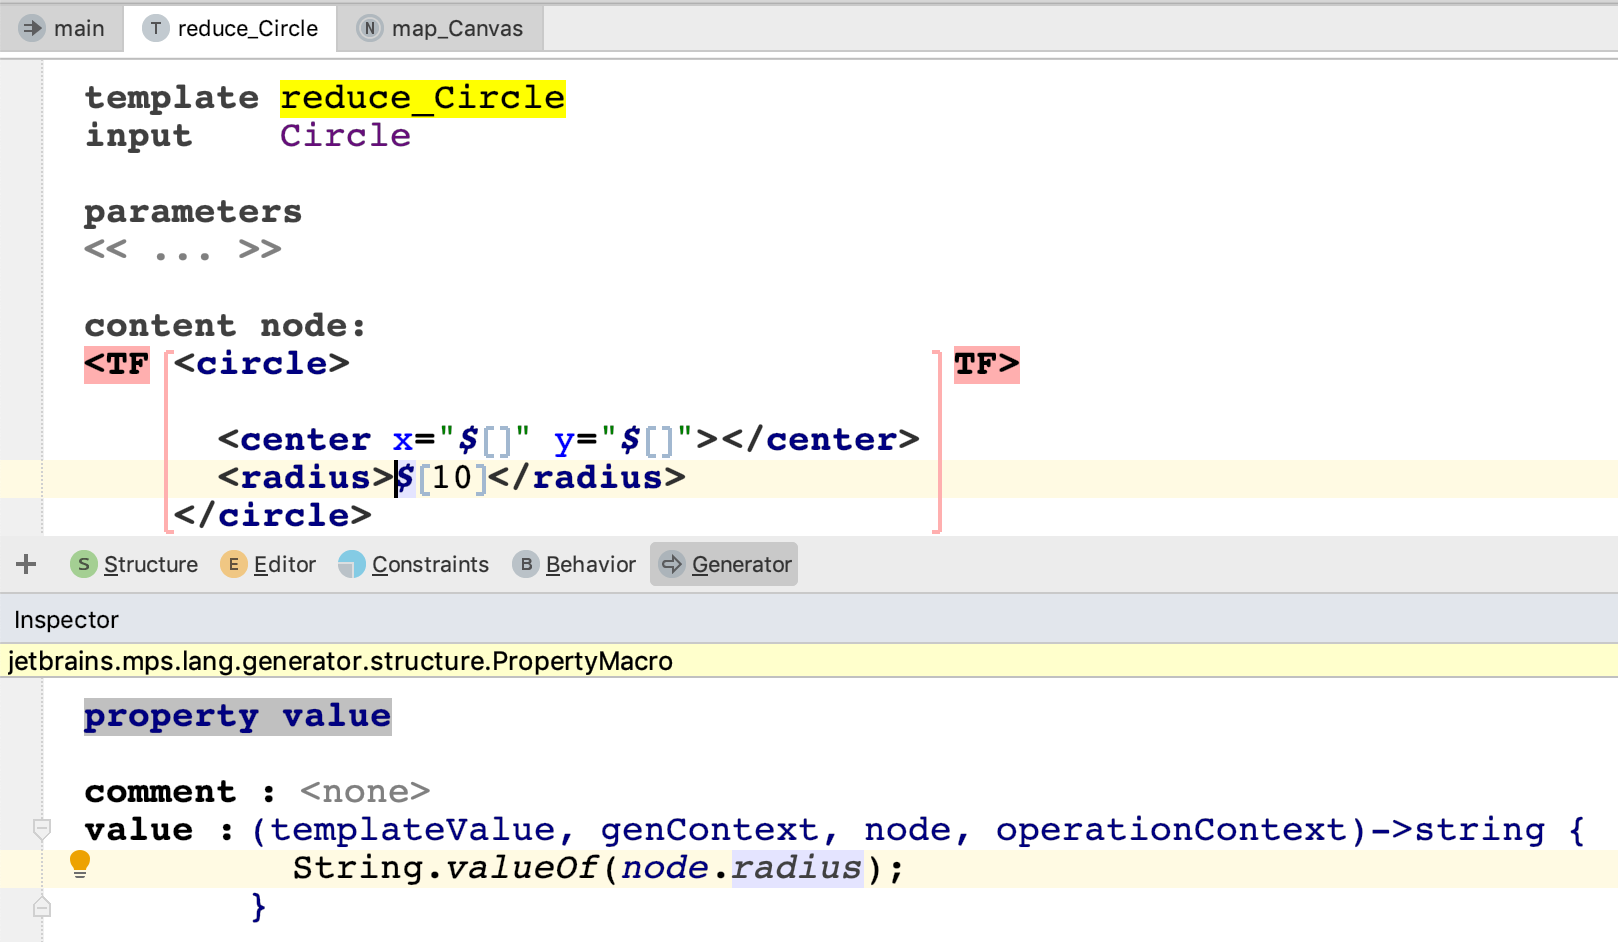 main T reduce_Circle N map_Canvas
template reduce_Circle
input Circle
parameters
<< ... >>
content node:
<TF [<circle> ] TF>
<center x="$[]" y="$[]"></center>
<radius>$[10]</radius>
</circle>
+ S Structure E Editor Constraints B Behavior Generator
Inspector
jetbrains.mps.lang.generator.structure.PropertyMacro
property value
comment : <none>
value : (templateValue, genContext, node, operationContext)->string {
String.valueOf(node.radius);
}